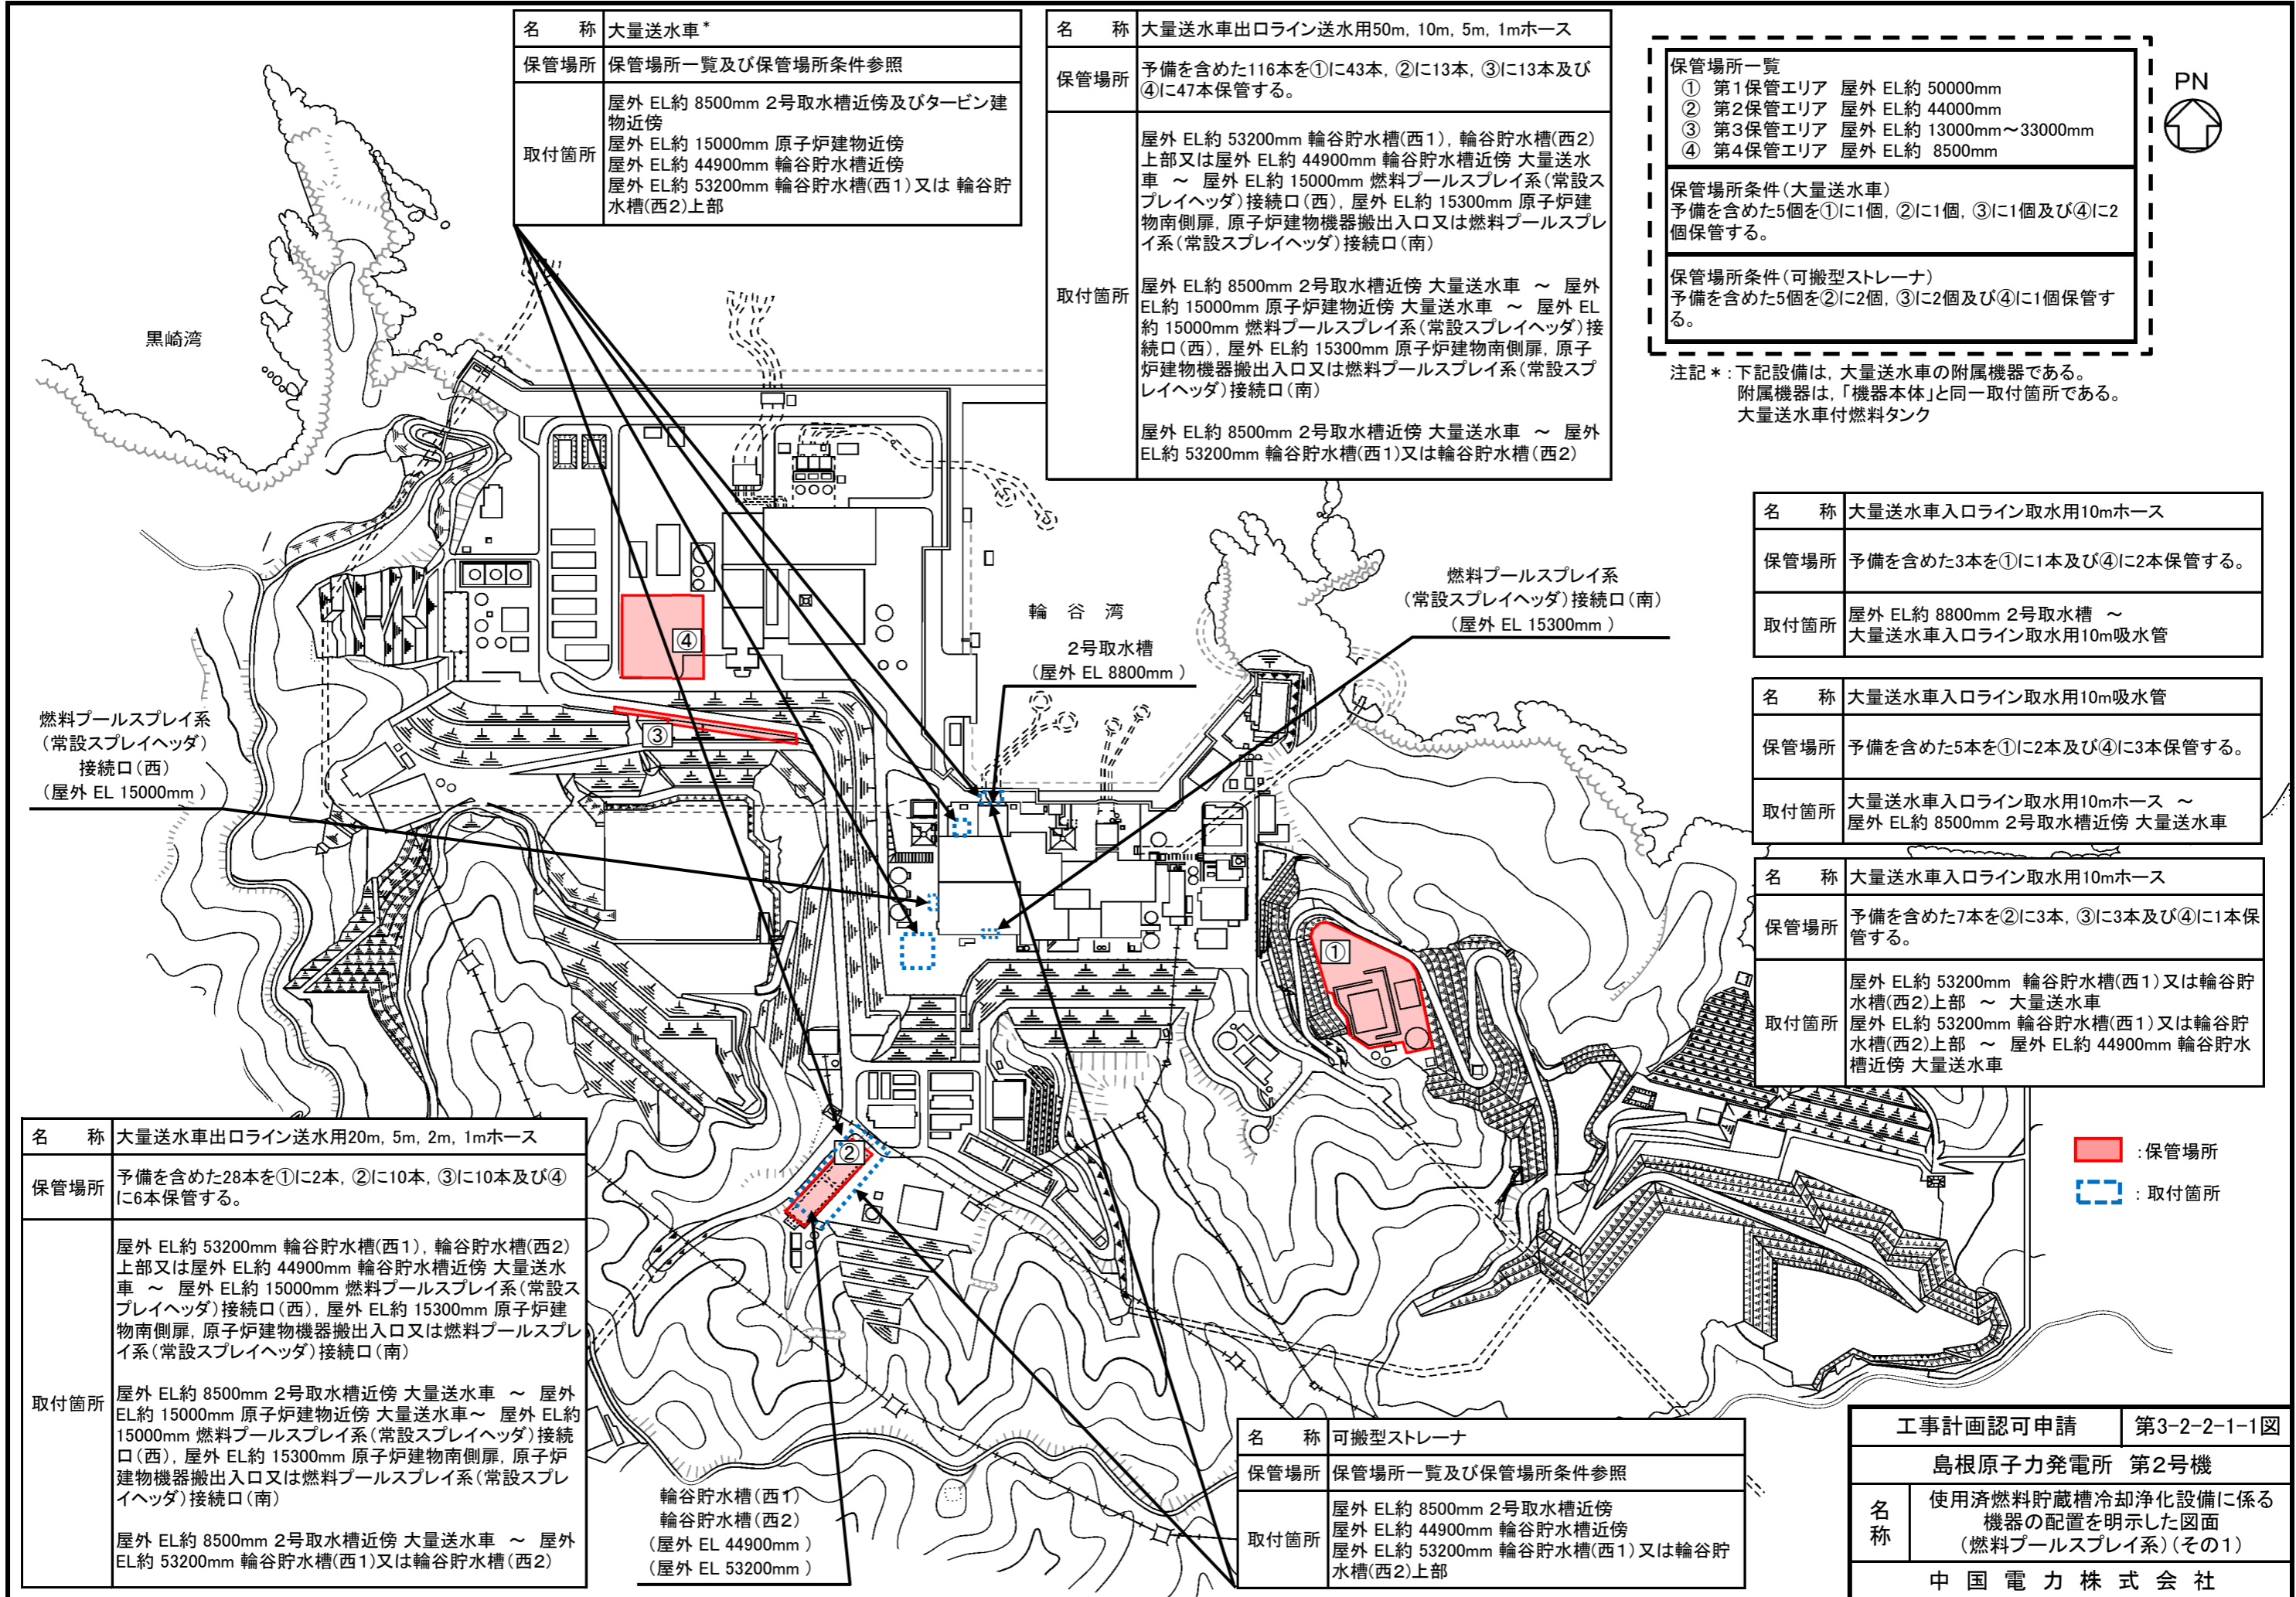 名　称 大量送水車*
保管場所 保管場所一覧及び保管場所条件参照
取付箇所
屋外 EL約 8500mm 2号取水槽近傍及びタービン建
物近傍
屋外 EL約 15000mm 原子炉建物近傍
屋外 EL約 44900mm 輪谷貯水槽近傍
屋外 EL約 53200mm 輪谷貯水槽(西1)又は 輪谷貯
水槽(西2)上部
名　称 大量送水車出口ライン送水用50m, 10m, 5m, 1mホース
保管場所
予備を含めた116本を①に43本, ②に13本, ③に13本及び
④に47本保管する。
取付箇所
屋外 EL約 53200mm 輪谷貯水槽(西1), 輪谷貯水槽(西2)
上部又は屋外 EL約 44900mm 輪谷貯水槽近傍 大量送水
車 ～ 屋外 EL約 15000mm 燃料プールスプレイ系(常設ス
プレイヘッダ)接続口(西), 屋外 EL約 15300mm 原子炉建
物南側扉, 原子炉建物機器搬出入口又は燃料プールスプレ
イ系(常設スプレイヘッダ)接続口(南)
屋外 EL約 8500mm 2号取水槽近傍 大量送水車 ～ 屋外
EL約 15000mm 原子炉建物近傍 大量送水車 ～ 屋外 EL
約 15000mm 燃料プールスプレイ系(常設スプレイヘッダ)接
続口(西), 屋外 EL約 15300mm 原子炉建物南側扉, 原子
炉建物機器搬出入口又は燃料プールスプレイ系(常設スプ
レイヘッダ)接続口(南)
屋外 EL約 8500mm 2号取水槽近傍 大量送水車 ～ 屋外
EL約 53200mm 輪谷貯水槽(西1)又は輪谷貯水槽(西2)
保管場所一覧
① 第1保管エリア 屋外 EL約 50000mm
② 第2保管エリア 屋外 EL約 44000mm
③ 第3保管エリア 屋外 EL約 13000mm～33000mm
④ 第4保管エリア 屋外 EL約 8500mm
保管場所条件(大量送水車)
予備を含めた5個を①に1個, ②に1個, ③に1個及び④に2
個保管する。
保管場所条件(可搬型ストレーナ)
予備を含めた5個を②に2個, ③に2個及び④に1個保管す
る。
PN
注記*:下記設備は, 大量送水車の附属機器である。
附属機器は,「機器本体」と同一取付箇所である。
大量送水車付燃料タンク
黒崎湾
名　称 大量送水車入口ライン取水用10mホース
保管場所 予備を含めた3本を①に1本及び④に2本保管する。
取付箇所
屋外 EL約 8800mm 2号取水槽 ～
大量送水車入口ライン取水用10m吸水管
燃料プールスプレイ系
(常設スプレイヘッダ)接続口(南)
(屋外 EL 15300mm )
輪 谷 湾
2号取水槽
(屋外 EL 8800mm )
④
③
名　称 大量送水車入口ライン取水用10m吸水管
保管場所 予備を含めた5本を①に2本及び④に3本保管する。
取付箇所
大量送水車入口ライン取水用10mホース ～
屋外 EL約 8500mm 2号取水槽近傍 大量送水車
燃料プールスプレイ系
(常設スプレイヘッダ)
接続口(西)
(屋外 EL 15000mm )
名　称 大量送水車入口ライン取水用10mホース
保管場所
予備を含めた7本を②に3本, ③に3本及び④に1本保
管する。
取付箇所
屋外 EL約 53200mm 輪谷貯水槽(西1)又は輪谷貯
水槽(西2)上部 ～ 大量送水車
屋外 EL約 53200mm 輪谷貯水槽(西1)又は輪谷貯
水槽(西2)上部 ～ 屋外 EL約 44900mm 輪谷貯水
槽近傍 大量送水車
①
②
名　称 大量送水車出口ライン送水用20m, 5m, 2m, 1mホース
保管場所
予備を含めた28本を①に2本, ②に10本, ③に10本及び④
に6本保管する。
取付箇所
屋外 EL約 53200mm 輪谷貯水槽(西1), 輪谷貯水槽(西2)
上部又は屋外 EL約 44900mm 輪谷貯水槽近傍 大量送水
車 ～ 屋外 EL約 15000mm 燃料プールスプレイ系(常設ス
プレイヘッダ)接続口(西), 屋外 EL約 15300mm 原子炉建
物南側扉, 原子炉建物機器搬出入口又は燃料プールスプレ
イ系(常設スプレイヘッダ)接続口(南)
屋外 EL約 8500mm 2号取水槽近傍 大量送水車 ～ 屋外
EL約 15000mm 原子炉建物近傍 大量送水車～ 屋外 EL約
15000mm 燃料プールスプレイ系(常設スプレイヘッダ)接続
口(西), 屋外 EL約 15300mm 原子炉建物南側扉, 原子炉
建物機器搬出入口又は燃料プールスプレイ系(常設スプレ
イヘッダ)接続口(南)
屋外 EL約 8500mm 2号取水槽近傍 大量送水車 ～ 屋外
EL約 53200mm 輪谷貯水槽(西1)又は輪谷貯水槽(西2)
:保管場所
:取付箇所
輪谷貯水槽(西1)
輪谷貯水槽(西2)
(屋外 EL 44900mm )
(屋外 EL 53200mm )
名　称 可搬型ストレーナ
保管場所 保管場所一覧及び保管場所条件参照
取付箇所
屋外 EL約 8500mm 2号取水槽近傍
屋外 EL約 44900mm 輪谷貯水槽近傍
屋外 EL約 53200mm 輪谷貯水槽(西1)又は輪谷貯
水槽(西2)上部
工事計画認可申請 第3-2-2-1-1図
島根原子力発電所 第2号機
名称
使用済燃料貯蔵槽冷却浄化設備に係る
機器の配置を明示した図面
(燃料プールスプレイ系)(その1)
中 国 電 力 株 式 会 社